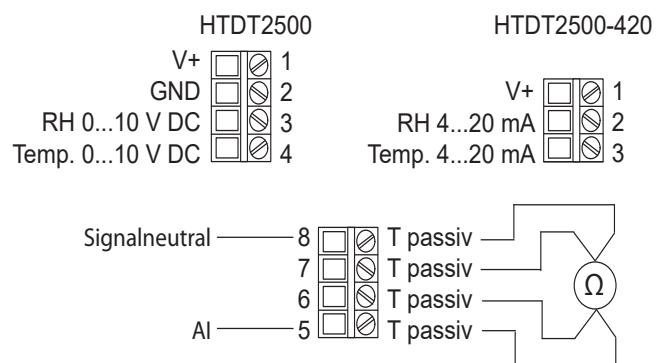 HTDT2500
V+ 1
GND 2
RH 0...10 V DC 3
Temp. 0...10 V DC 4
HTDT2500-420
V+ 1
RH 4...20 mA 2
Temp. 4...20 mA 3
Signalneutral 8 T passiv
7 T passiv
6 T passiv
AI 5 T passiv
Ω